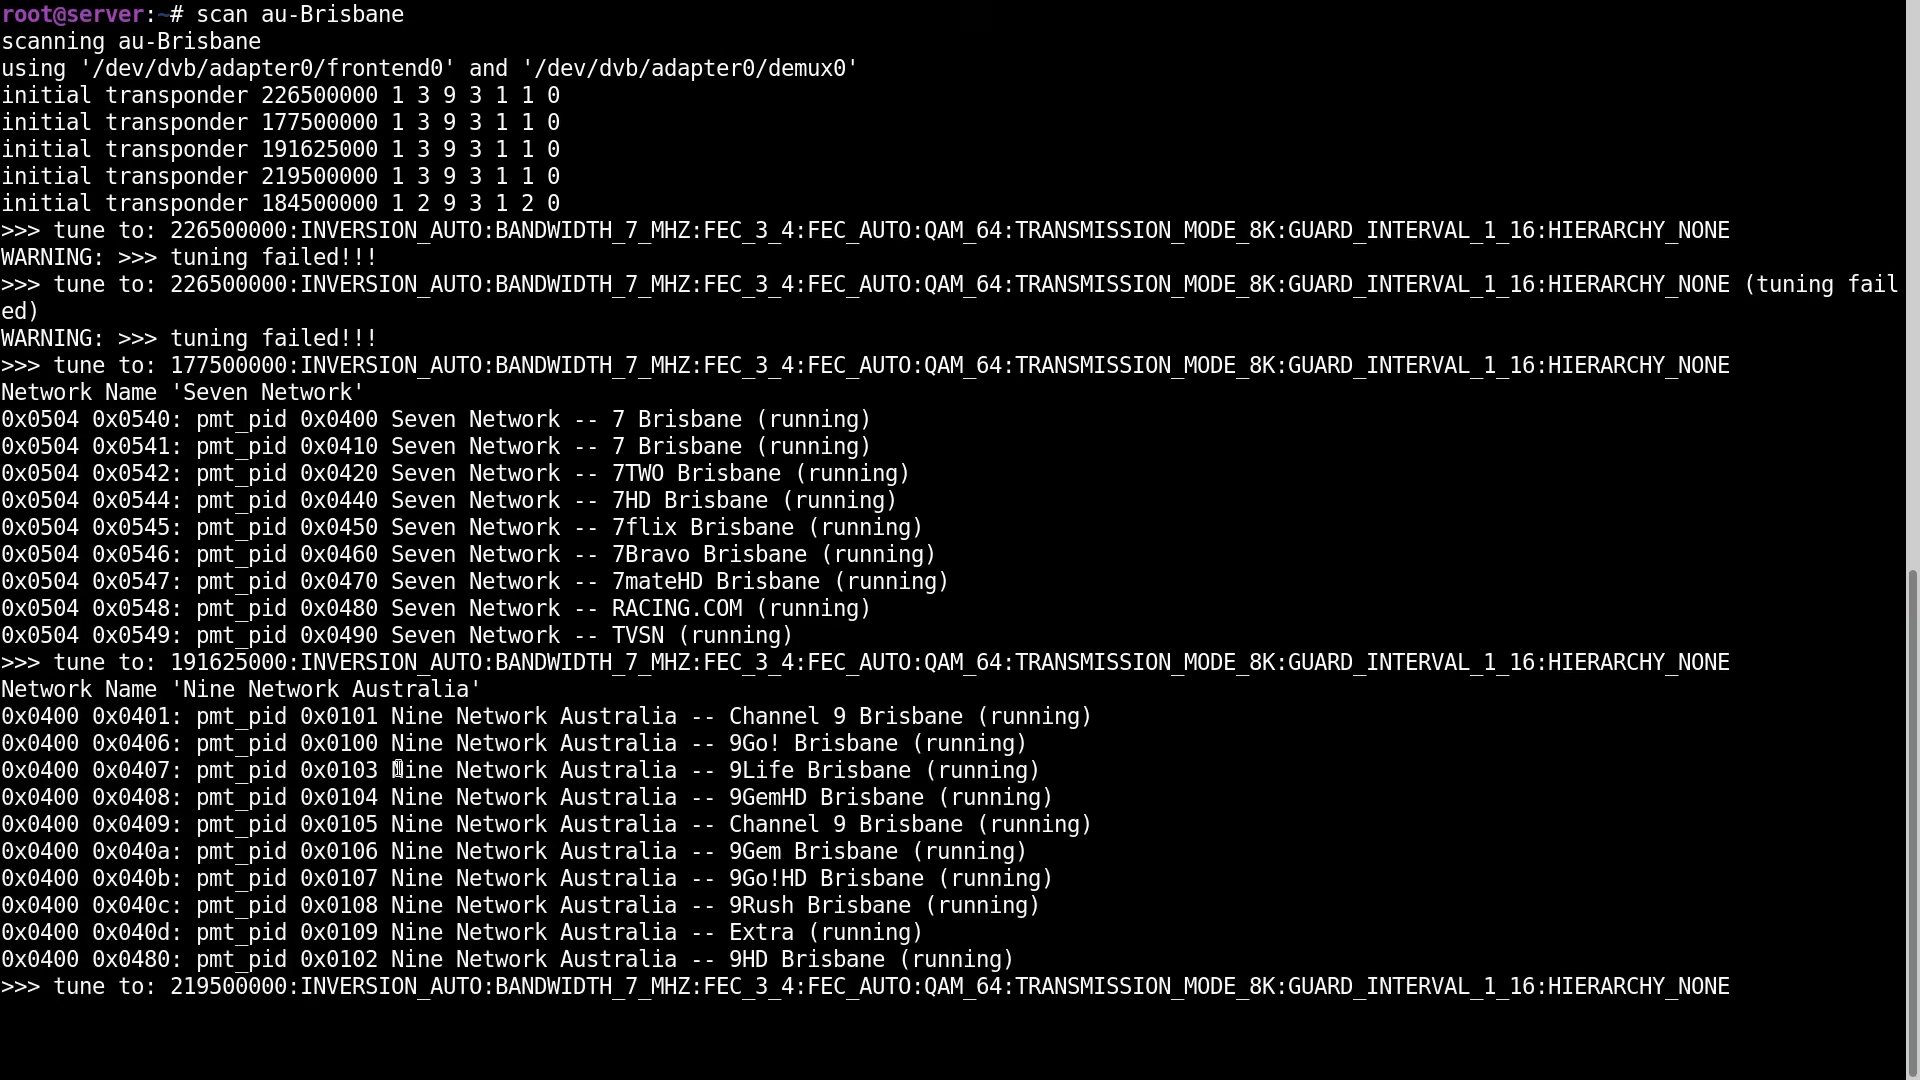 root@server:~# scan au-Brisbane
scanning au-Brisbane
using '/dev/dvb/adapter0/frontend0' and '/dev/dvb/adapter0/demux0'
initial transponder 226500000 1 3 9 3 1 1 0
initial transponder 177500000 1 3 9 3 1 1 0
initial transponder 191625000 1 3 9 3 1 1 0
initial transponder 219500000 1 3 9 3 1 1 0
initial transponder 184500000 1 2 9 3 1 2 0
>>> tune to: 226500000:INVERSION_AUTO:BANDWIDTH_7_MHZ:FEC_3_4:FEC_AUTO:QAM_64:TRANSMISSION_MODE_8K:GUARD_INTERVAL_1_16:HIERARCHY_NONE
WARNING: >>> tuning failed!!!
>>> tune to: 226500000:INVERSION_AUTO:BANDWIDTH_7_MHZ:FEC_3_4:FEC_AUTO:QAM_64:TRANSMISSION_MODE_8K:GUARD_INTERVAL_1_16:HIERARCHY_NONE (tuning fail
ed)
WARNING: >>> tuning failed!!!
>>> tune to: 177500000:INVERSION_AUTO:BANDWIDTH_7_MHZ:FEC_3_4:FEC_AUTO:QAM_64:TRANSMISSION_MODE_8K:GUARD_INTERVAL_1_16:HIERARCHY_NONE
Network Name 'Seven Network'
0x0504 0x0540: pmt_pid 0x0400 Seven Network -- 7 Brisbane (running)
0x0504 0x0541: pmt_pid 0x0410 Seven Network -- 7 Brisbane (running)
0x0504 0x0542: pmt_pid 0x0420 Seven Network -- 7TWO Brisbane (running)
0x0504 0x0544: pmt_pid 0x0440 Seven Network -- 7HD Brisbane (running)
0x0504 0x0545: pmt_pid 0x0450 Seven Network -- 7flix Brisbane (running)
0x0504 0x0546: pmt_pid 0x0460 Seven Network -- 7Bravo Brisbane (running)
0x0504 0x0547: pmt_pid 0x0470 Seven Network -- 7mateHD Brisbane (running)
0x0504 0x0548: pmt_pid 0x0480 Seven Network -- RACING.COM (running)
0x0504 0x0549: pmt_pid 0x0490 Seven Network -- TVSN (running)
>>> tune to: 191625000:INVERSION_AUTO:BANDWIDTH_7_MHZ:FEC_3_4:FEC_AUTO:QAM_64:TRANSMISSION_MODE_8K:GUARD_INTERVAL_1_16:HIERARCHY_NONE
Network Name 'Nine Network Australia'
0x0400 0x0401: pmt_pid 0x0101 Nine Network Australia -- Channel 9 Brisbane (running)
0x0400 0x0406: pmt_pid 0x0100 Nine Network Australia -- 9Go! Brisbane (running)
0x0400 0x0407: pmt_pid 0x0103 Nine Network Australia -- 9Life Brisbane (running)
0x0400 0x0408: pmt_pid 0x0104 Nine Network Australia -- 9GemHD Brisbane (running)
0x0400 0x0409: pmt_pid 0x0105 Nine Network Australia -- Channel 9 Brisbane (running)
0x0400 0x040a: pmt_pid 0x0106 Nine Network Australia -- 9Gem Brisbane (running)
0x0400 0x040b: pmt_pid 0x0107 Nine Network Australia -- 9Go!HD Brisbane (running)
0x0400 0x040c: pmt_pid 0x0108 Nine Network Australia -- 9Rush Brisbane (running)
0x0400 0x040d: pmt_pid 0x0109 Nine Network Australia -- Extra (running)
0x0400 0x0480: pmt_pid 0x0102 Nine Network Australia -- 9HD Brisbane (running)
>>> tune to: 219500000:INVERSION_AUTO:BANDWIDTH_7_MHZ:FEC_3_4:FEC_AUTO:QAM_64:TRANSMISSION_MODE_8K:GUARD_INTERVAL_1_16:HIERARCHY_NONE